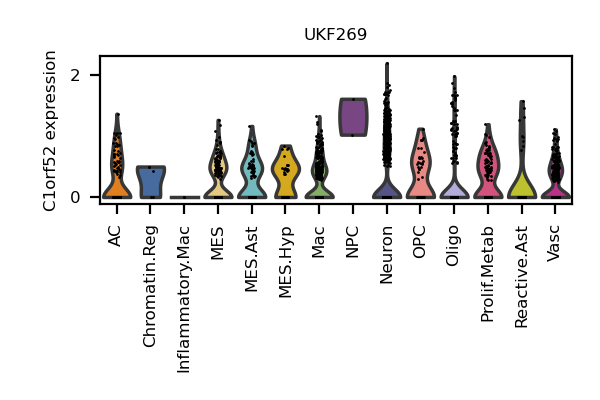 UKF269
C1orf52 expression
2
0
AC
Chromatin.Reg
Inflammatory.Mac
MES
MES.Ast
MES.Hyp
Mac
NPC
Neuron
OPC
Oligo
Prolif.Metab
Reactive.Ast
Vasc